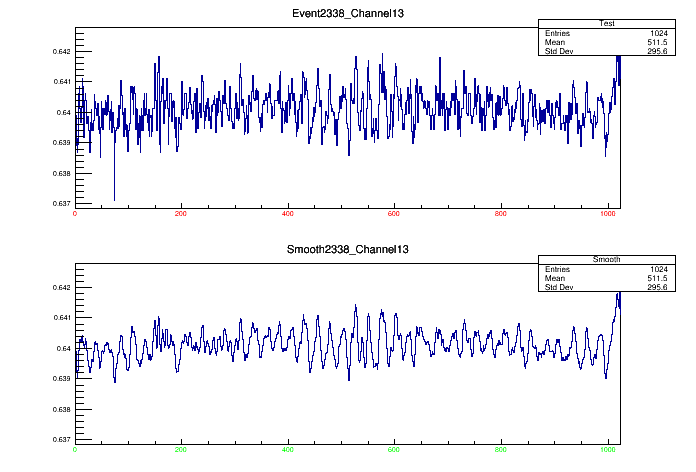 Event2338_Channel13
Test
Entries 1024
Mean 511.5
Std Dev 295.6
0.642
0.641
0.64
0.639
0.638
0.637
0 200 400 600 800 1000
Smooth2338_Channel13
Smooth
Entries 1024
Mean 511.5
Std Dev 295.6
0.642
0.641
0.64
0.639
0.638
0.637
0 200 400 600 800 1000